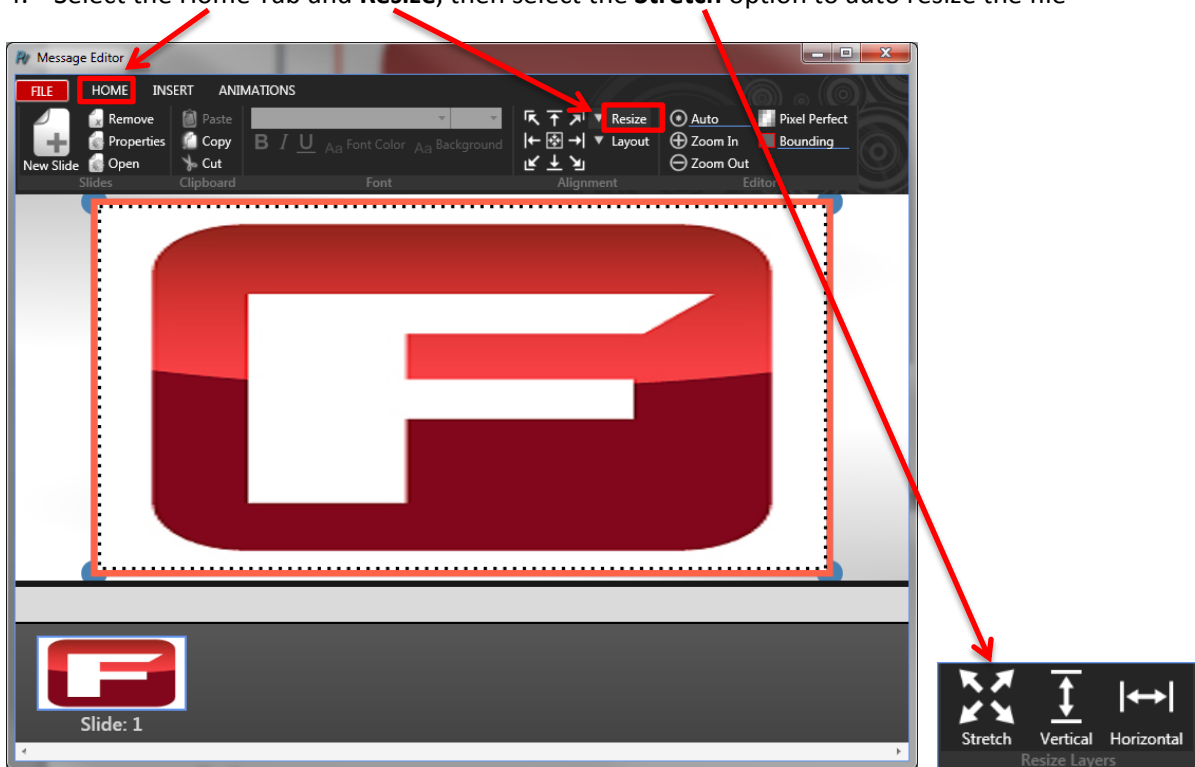 Select the Home Tab and Resize, then select the Stretch option to auto resize the file
Message Editor
FILE HOME INSERT ANIMATIONS
New Slide
Remove
Properties
Open
Slides
Paste
Copy
Cut
Clipboard
B I U Aa Font Color Aa Background
Font
Resize
Layout
Alignment
Auto
Zoom In
Zoom Out
Pixel Perfect
Bounding
Editor
F
F
Slide: 1
Stretch Vertical Horizontal
Resize Layers